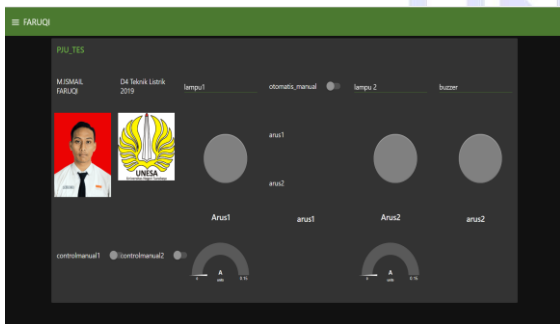 ≡ FARUQI
PJU_TES
M.ISMAIL FARUQI
D4 Teknik Listrik 2019
lampu1
otomatis_manual
lampu 2
buzzer
arus1
UNESA
arus2
Arus1
arus1
Arus2
arus2
controlmanual1
controlmanual2
A
A